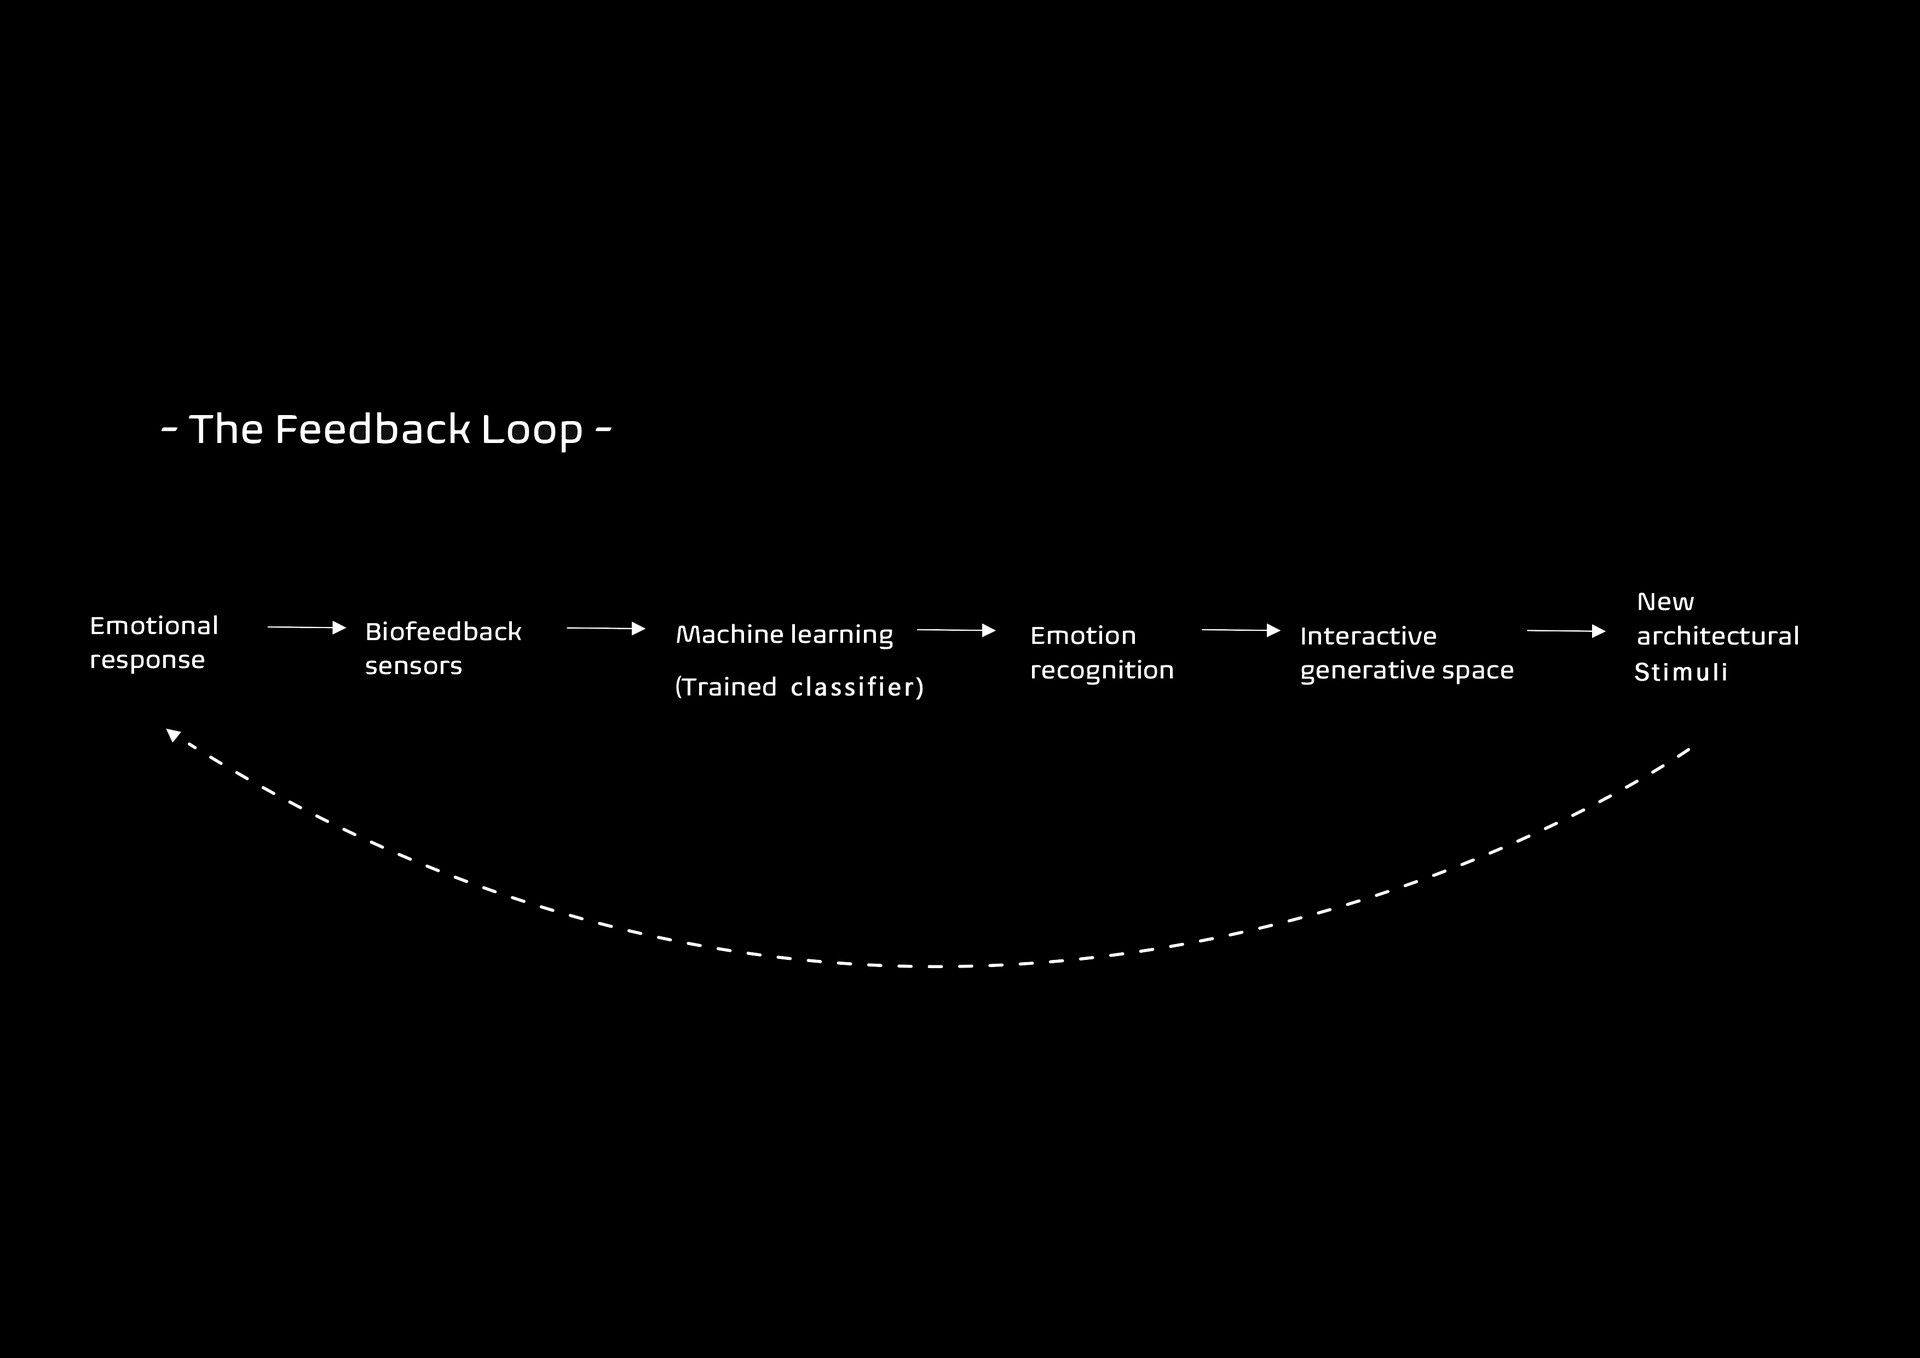 - The Feedback Loop -
Emotional
response
Biofeedback
sensors
Machine learning
(Trained classifier)
Emotion
recognition
Interactive
generative space
New
architectural
Stimuli